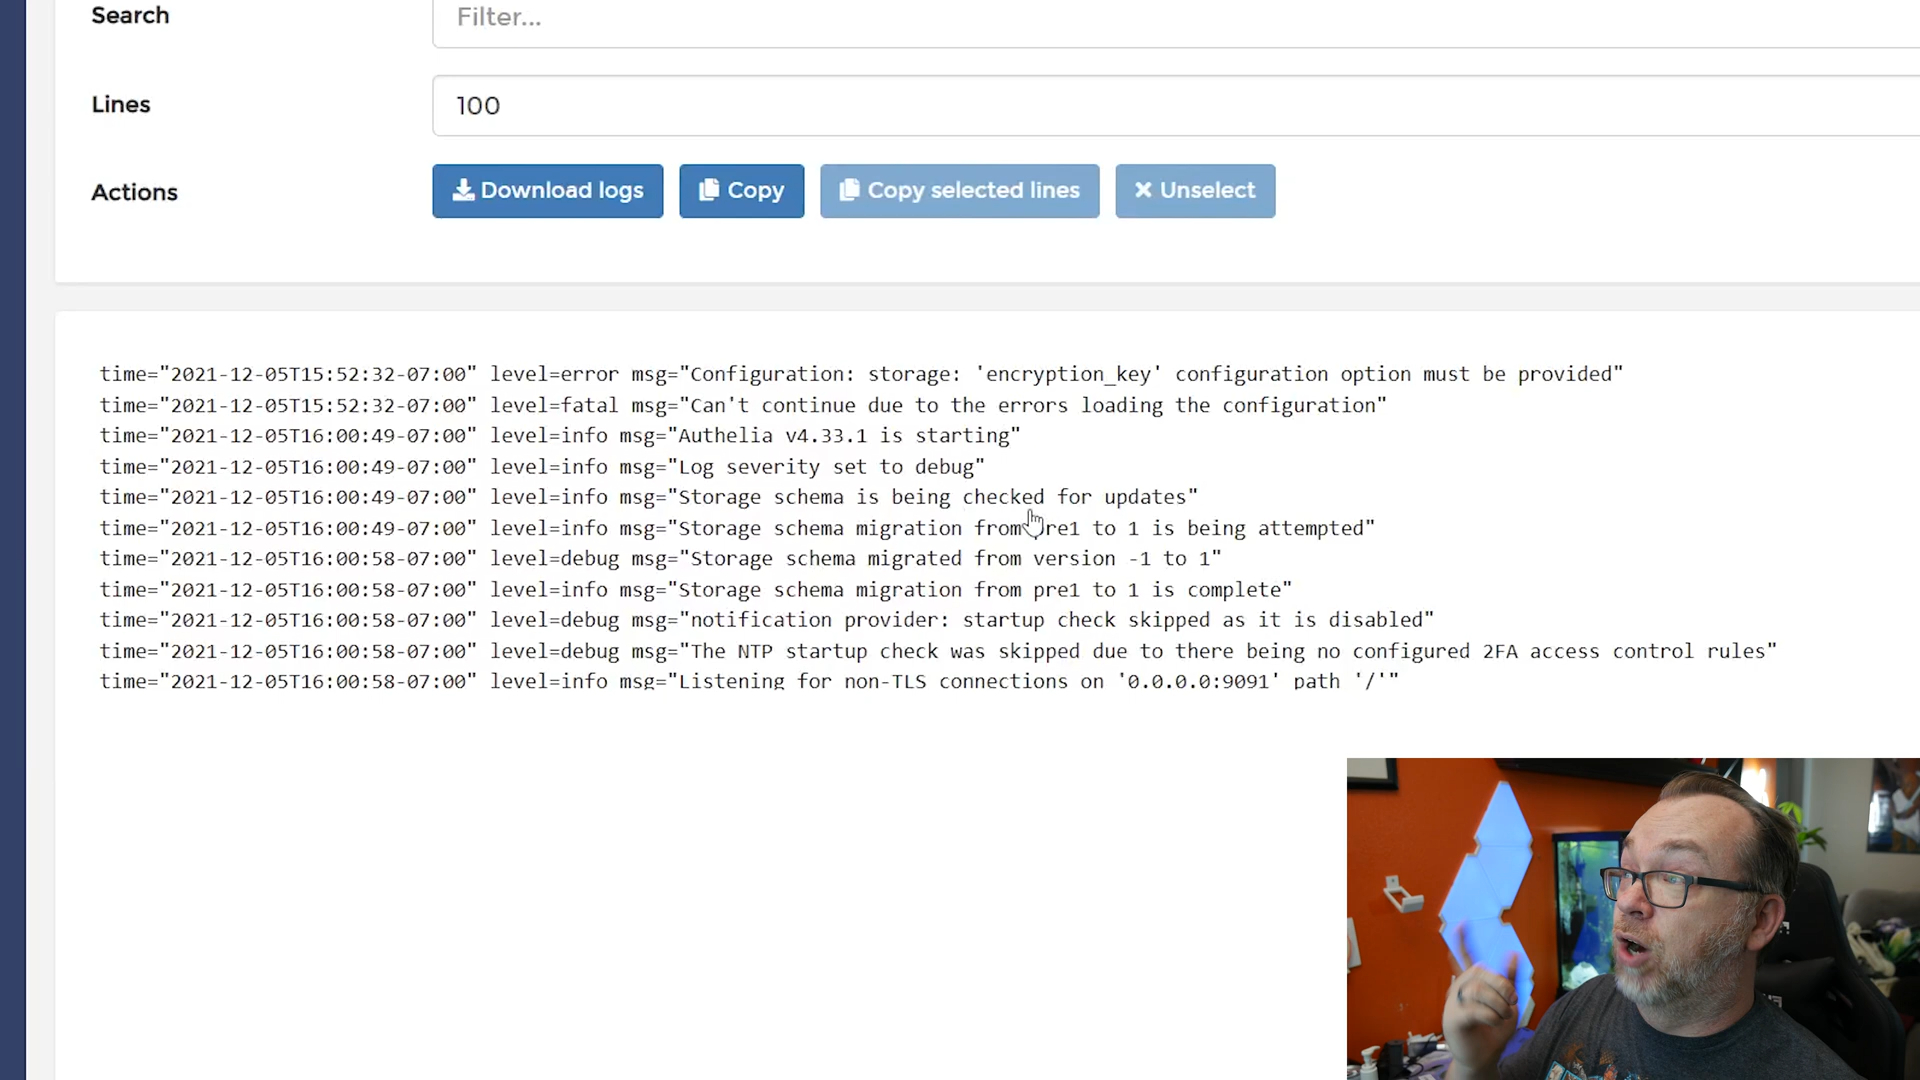 Search
Filter...
Lines
100
Actions
Download logs
Copy
Copy selected lines
Unselect
time="2021-12-05T15:52:32-07:00" level=error msg="Configuration: storage: 'encryption_key' configuration option must be provided"
time="2021-12-05T15:52:32-07:00" level=fatal msg="Can't continue due to the errors loading the configuration"
time="2021-12-05T16:00:49-07:00" level=info msg="Authelia v4.33.1 is starting"
time="2021-12-05T16:00:49-07:00" level=info msg="Log severity set to debug"
time="2021-12-05T16:00:49-07:00" level=info msg="Storage schema is being checked for updates"
time="2021-12-05T16:00:49-07:00" level=info msg="Storage schema migration from pre1 to 1 is being attempted"
time="2021-12-05T16:00:58-07:00" level=debug msg="Storage schema migrated from version -1 to 1"
time="2021-12-05T16:00:58-07:00" level=info msg="Storage schema migration from pre1 to 1 is complete"
time="2021-12-05T16:00:58-07:00" level=debug msg="notification provider: startup check skipped as it is disabled"
time="2021-12-05T16:00:58-07:00" level=debug msg="The NTP startup check was skipped due to there being no configured 2FA access control rules"
time="2021-12-05T16:00:58-07:00" level=info msg="Listening for non-TLS connections on '0.0.0.0:9091' path '/'"